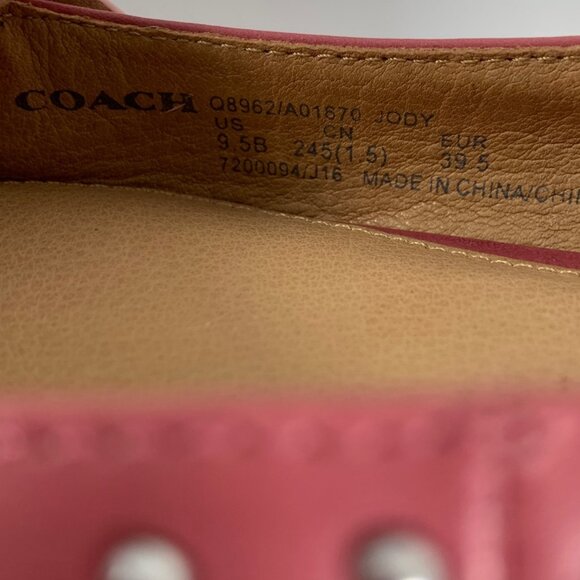 COACH Q8962/A01670 JODY
US CN EUR
9.5B 245(1.5) 39.5
7200094/J16 MADE IN CHINA/CHIN